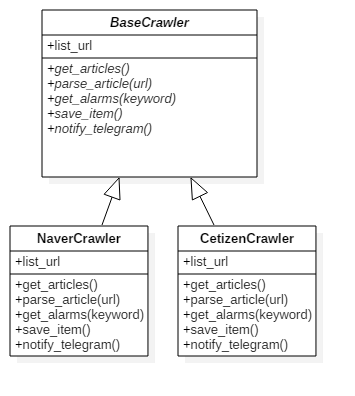 BaseCrawler
+list_url
+get_articles()
+parse_article(url)
+get_alarms(keyword)
+save_item()
+notify_telegram()
NaverCrawler
+list_url
+get_articles()
+parse_article(url)
+get_alarms(keyword)
+save_item()
+notify_telegram()
CetizenCrawler
+list_url
+get_articles()
+parse_article(url)
+get_alarms(keyword)
+save_item()
+notify_telegram()